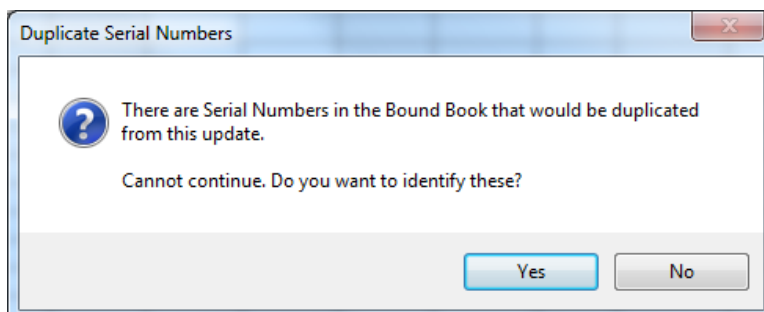 Duplicate Serial Numbers
There are Serial Numbers in the Bound Book that would be duplicated
from this update.
Cannot continue. Do you want to identify these?
Yes
No